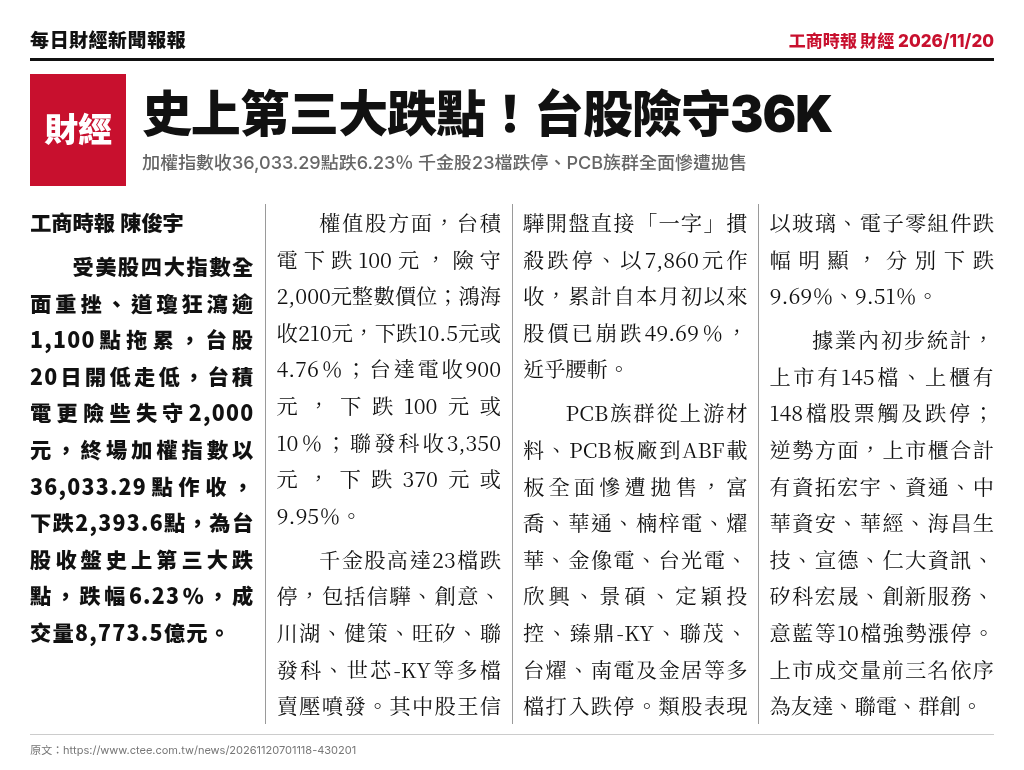 每日財經新聞報報
工商時報 財經 2026/11/20
財經
史上第三大跌點！台股險守36K
加權指數收36,033.29點跌6.23% 千金股23檔跌停、PCB族群全面慘遭拋售
工商時報 陳俊宇
受美股四大指數全
面重挫、道瓊狂瀉逾
1,100點拖累，台股
20日開低走低，台積
電更險些失守2,000
元，終場加權指數以
36,033.29點作收，
下跌2,393.6點，為台
股收盤史上第三大跌
點，跌幅6.23%，成
交量8,773.5億元。
權值股方面，台積
電下跌100元，險守
2,000元整數價位；鴻海
收210元，下跌10.5元或
4.76%；台達電收900
元，下跌100元或
10%；聯發科收3,350
元，下跌370元或
9.95%。
千金股高達23檔跌
停，包括信驊、創意、
川湖、健策、旺矽、聯
發科、世芯-KY等多檔
賣壓噴發。其中股王信
驊開盤直接「一字」摜
殺跌停、以7,860元作
收，累計自本月初以來
股價已崩跌49.69%，
近乎腰斬。
PCB族群從上游材
料、PCB板廠到ABF載
板全面慘遭拋售，富
喬、華通、楠梓電、燿
華、金像電、台光電、
欣興、景碩、定穎投
控、臻鼎-KY、聯茂、
台燿、南電及金居等多
檔打入跌停。類股表現
以玻璃、電子零組件跌
幅明顯，分別下跌
9.69%、9.51%。
據業內初步統計，
上市有145檔、上櫃有
148檔股票觸及跌停；
逆勢方面，上市櫃合計
有資拓宏宇、資通、中
華資安、華經、海昌生
技、宣德、仁大資訊、
矽科宏晟、創新服務、
意藍等10檔強勢漲停。
上市成交量前三名依序
為友達、聯電、群創。
原文：https://www.ctee.com.tw/news/20261120701118-430201